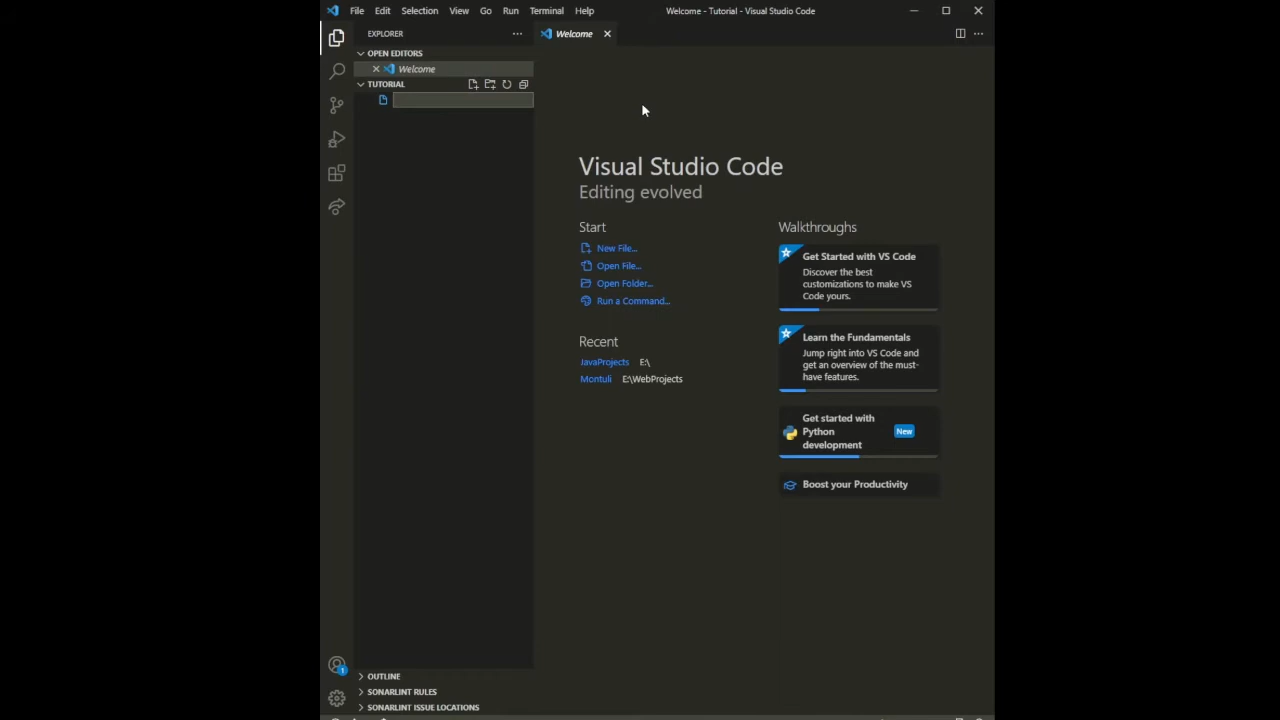 File Edit Selection View Go Run Terminal Help Welcome - Tutorial - Visual Studio Code
EXPLORER
Welcome
OPEN EDITORS
Welcome
TUTORIAL
Visual Studio Code
Editing evolved
Start
New File...
Open File...
Open Folder...
Run a Command...
Recent
JavaProjects E:\
Montuli E:\WebProjects
Walkthroughs
Get Started with VS Code
Discover the best
customizations to make VS
Code yours.
Learn the Fundamentals
Jump right into VS Code and
get an overview of the must-
have features.
Get started with
Python
development
New
Boost your Productivity
1
OUTLINE
SONARLINT RULES
SONARLINT ISSUE LOCATIONS